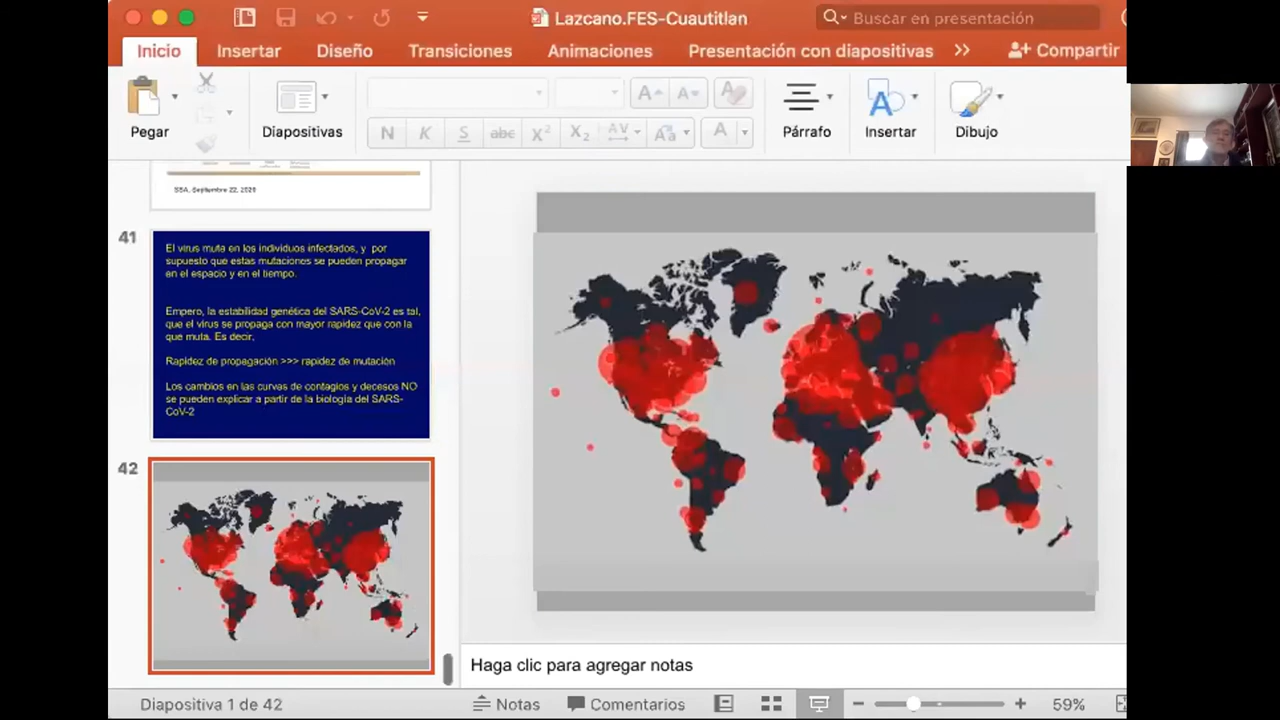 Lazcano.FES-Cuautitlan
Buscar en presentación
Inicio Insertar Diseño Transiciones Animaciones Presentación con diapositivas >> Compartir
Pegar Diapositivas Párrafo Insertar Dibujo
N K S abc X² X₂ AV Aa A
SSA, Septiembre 22, 2020
41
El virus muta en los individuos infectados, y por
supuesto que estas mutaciones se pueden propagar
en el espacio y en el tiempo.
Empero, la estabilidad genética del SARS-CoV-2 es tal,
que el virus se propaga con mayor rapidez que con la
que muta. Es decir,
Rapidez de propagación >>> rapidez de mutación
Los cambios en las curvas de contagios y decesos NO
se pueden explicar a partir de la biología del SARS-
CoV-2
42
Haga clic para agregar notas
Diapositiva 1 de 42 Notas Comentarios 59%